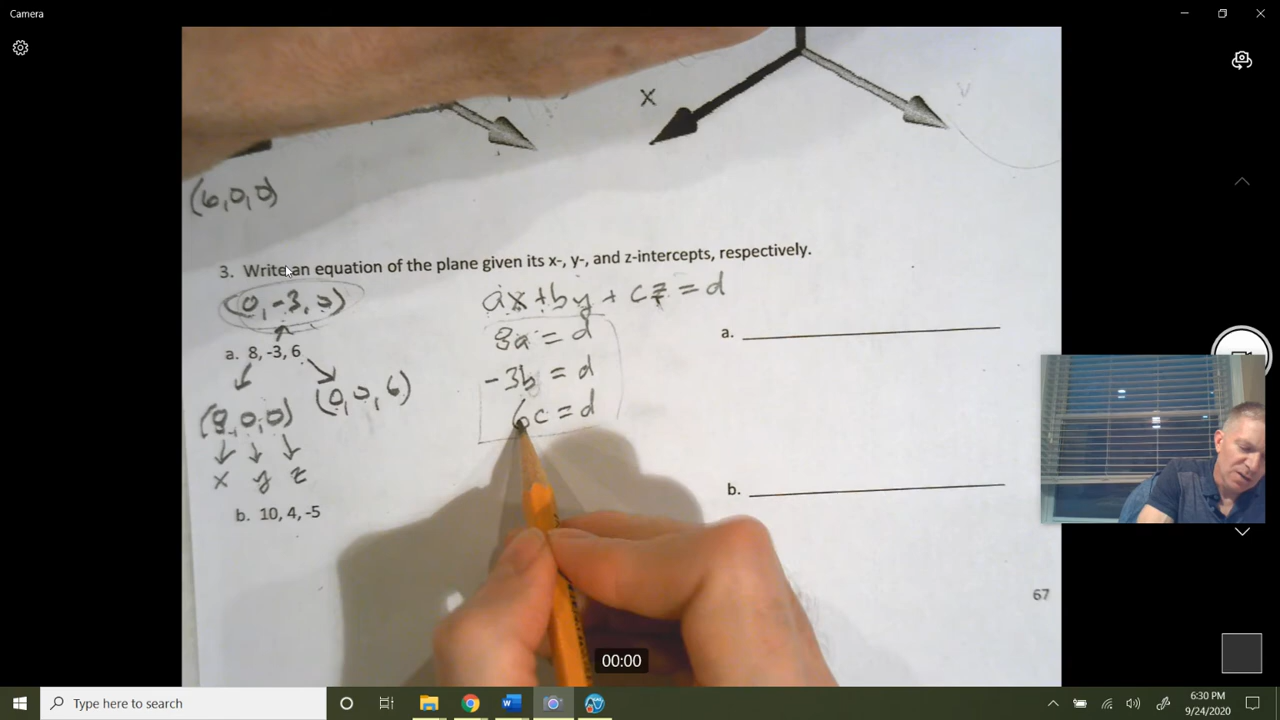 Camera
X
(6,0,0)
3. Write an equation of the plane given its x-, y-, and z-intercepts, respectively.
(0,-3,0)
ax+by+cz=d
8a=d
a. 8, -3, 6
a.
-3b=d
(0,0,6)
6c=d
(8,0,0)
x y z
b.
b. 10, 4, -5
67
00:00
Type here to search
6:30 PM
9/24/2020